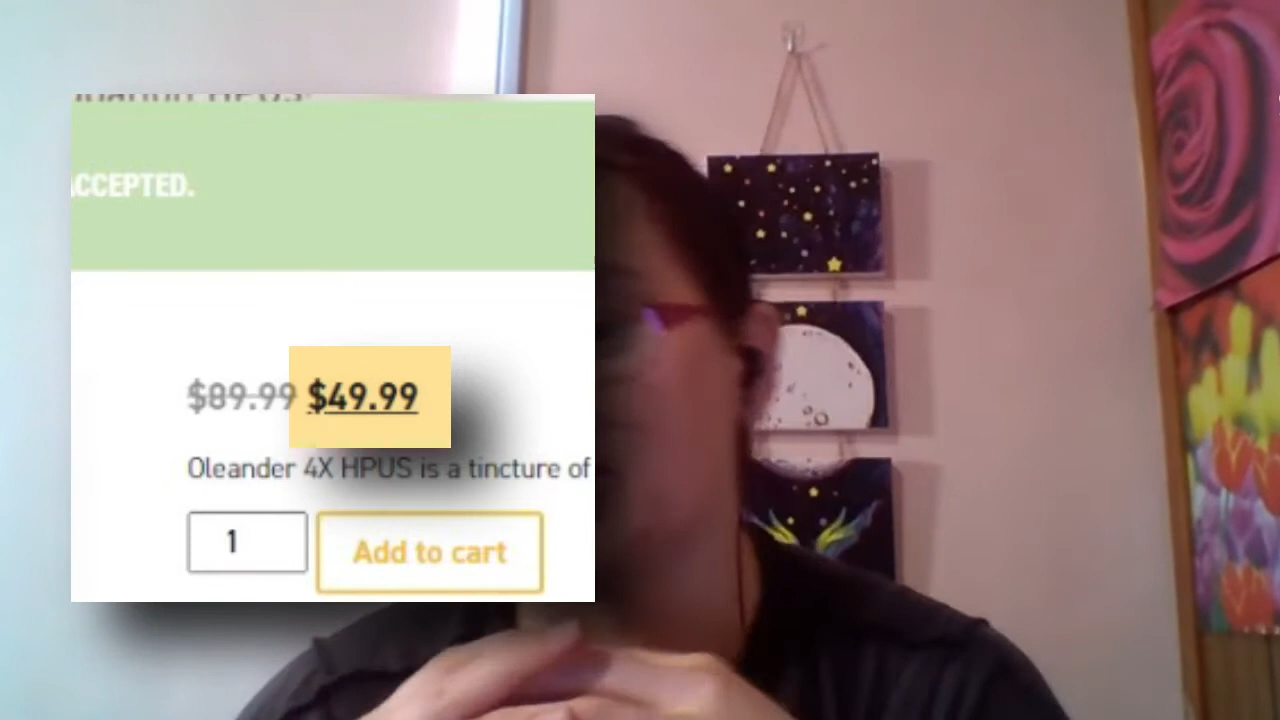 ACCEPTED.
$89.99 $49.99
Oleander 4X HPUS is a tincture of
1
Add to cart